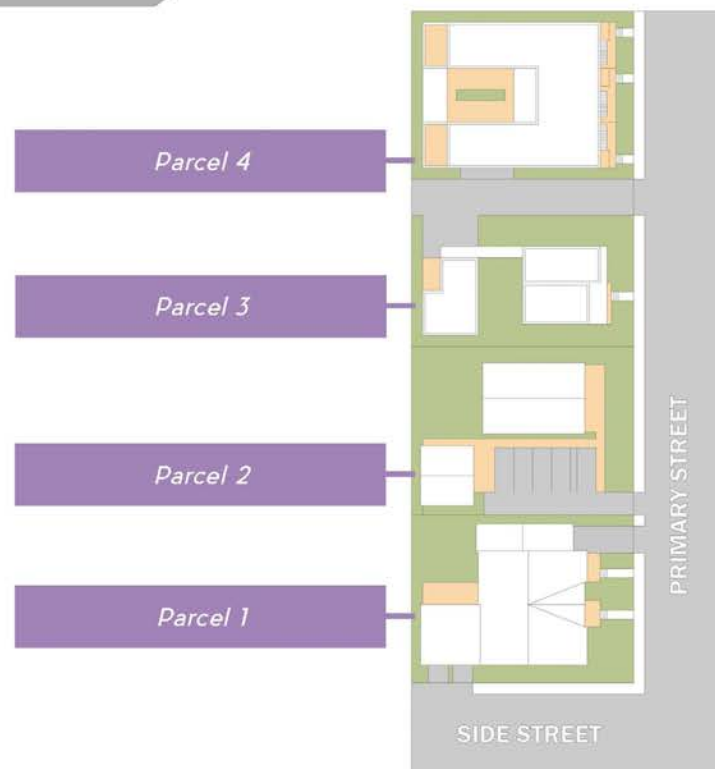 Parcel 4
Parcel 3
Parcel 2
Parcel 1
PRIMARY STREET
SIDE STREET